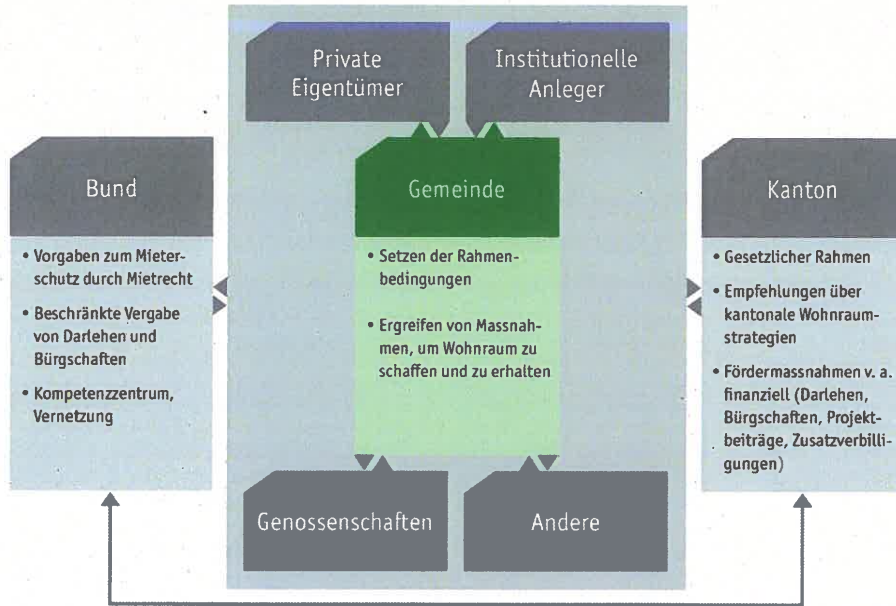 Private
Eigentümer
Institutionelle
Anleger
Bund
• Vorgaben zum Mieter-
schutz durch Mietrecht
• Beschränkte Vergabe
von Darlehen und
Bürgschaften
• Kompetenzzentrum,
Vernetzung
Gemeinde
• Setzen der Rahmen-
bedingungen
• Ergreifen von Massnah-
men, um Wohnraum zu
schaffen und zu erhalten
Kanton
• Gesetzlicher Rahmen
• Empfehlungen über
kantonale Wohnraum-
strategien
• Fördermassnahmen v. a.
finanziell (Darlehen,
Bürgschaften, Projekt-
beiträge, Zusatzverbilli-
gungen)
Genossenschaften
Andere